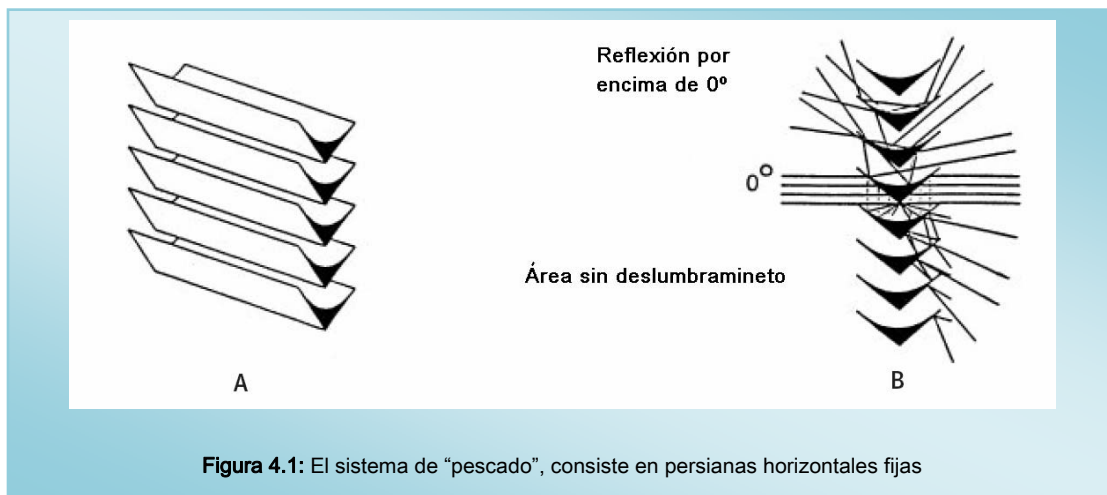 Reflexión por
encima de 0º
0°
Área sin deslumbramineto
A
B
Figura 4.1: El sistema de “pescado”, consiste en persianas horizontales fijas